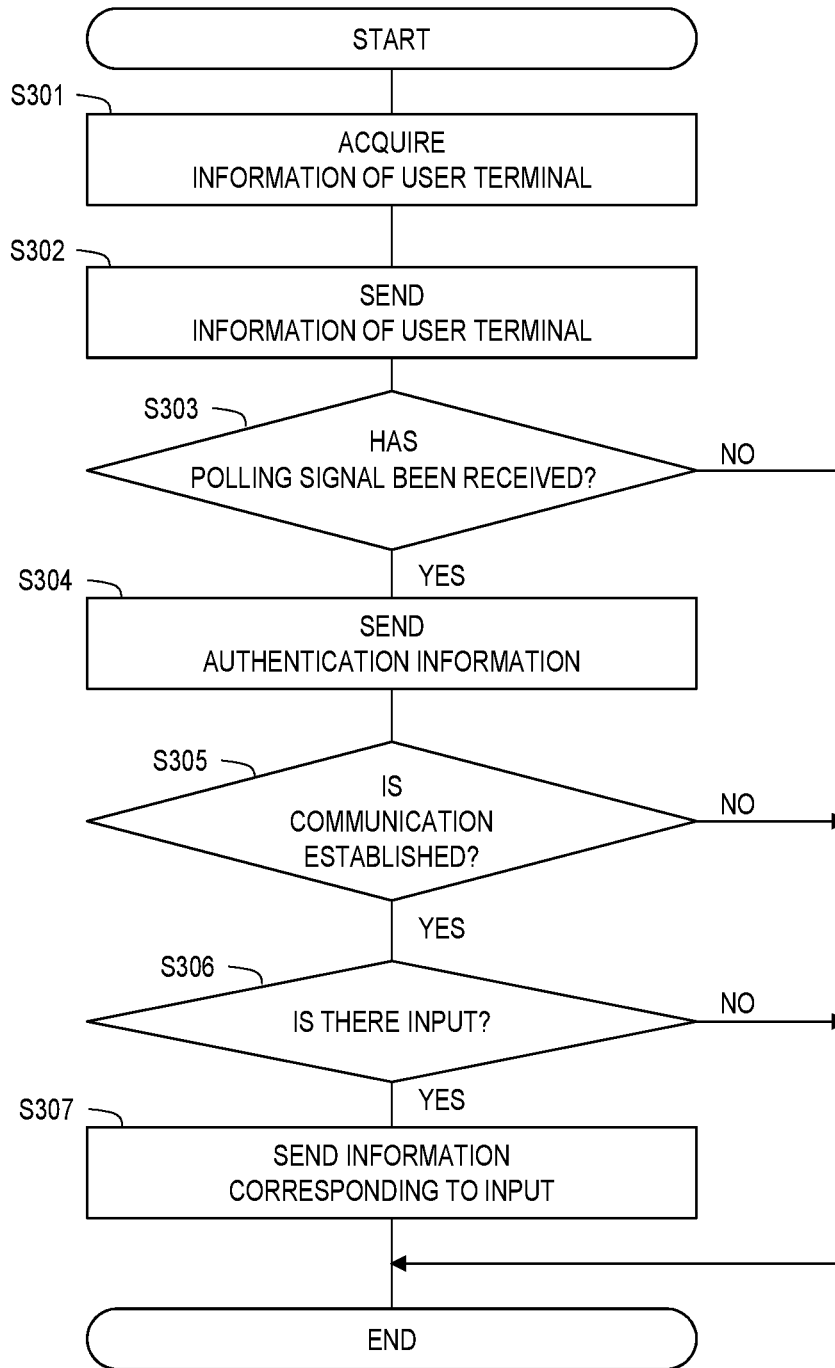 START
S301
ACQUIRE
INFORMATION OF USER TERMINAL
S302
SEND
INFORMATION OF USER TERMINAL
S303
HAS
POLLING SIGNAL BEEN RECEIVED?
NO
YES
S304
SEND
AUTHENTICATION INFORMATION
S305
IS
COMMUNICATION
ESTABLISHED?
NO
YES
S306
IS THERE INPUT?
NO
YES
S307
SEND INFORMATION
CORRESPONDING TO INPUT
END